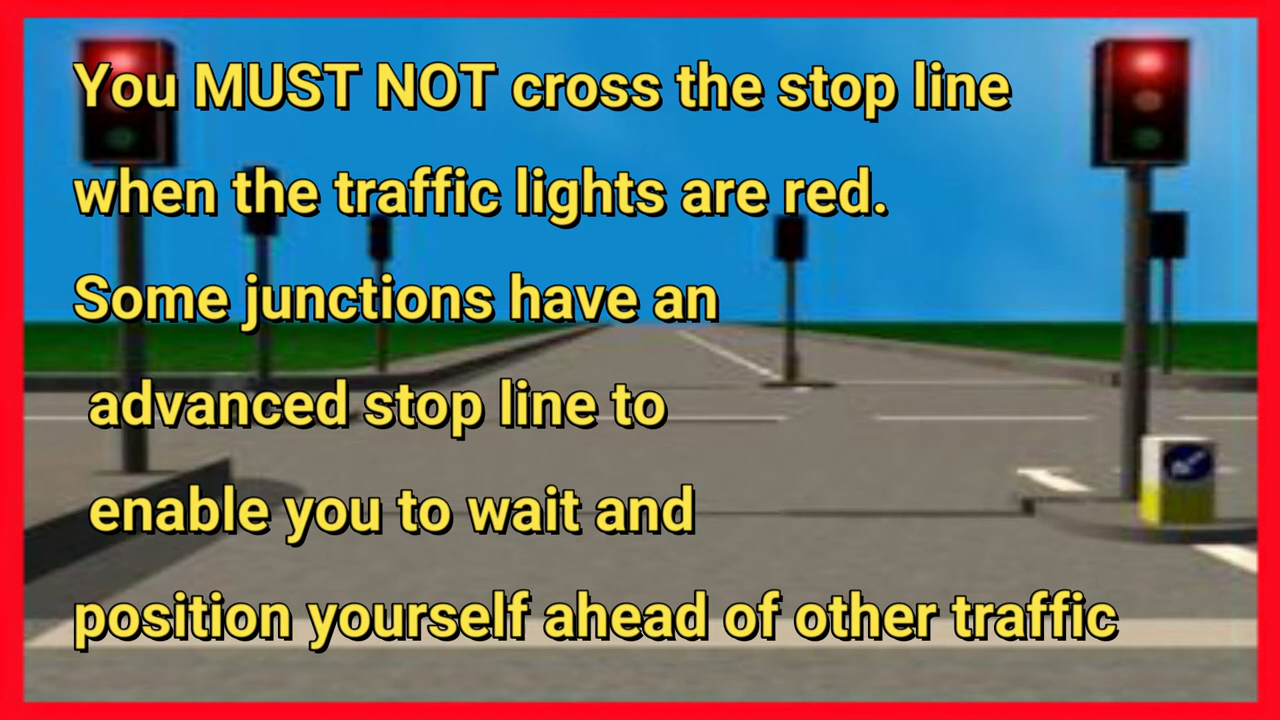 You MUST NOT cross the stop line
when the traffic lights are red.
Some junctions have an
advanced stop line to
enable you to wait and
position yourself ahead of other traffic